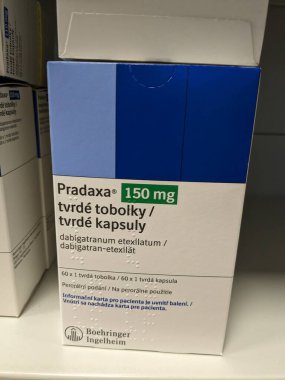 Pradaxa® 150 mg
tvrdé tobolky /
tvrdé kapsuly
dabigatranum etexilatum /
dabigatran-etexilát
60 x 1 tvrdá tobolka / 60 x 1 tvrdá kapsula
Perorální podání / Na perorálne použitie
Informační karta pro pacienta je uvnitř balení. /
Vnútri sa nachádza karta pre pacienta.
Boehringer
Ingelheim